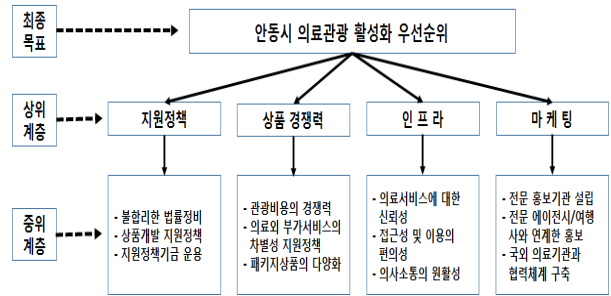 최종
목표
안동시 의료관광 활성화 우선순위
상위
계층
지원정책
상품 경쟁력
인 프 라
마 케 팅
중위
계층
- 불합리한 법률정비
- 상품개발 지원정책
- 지원정책기금 운용
- 관광비용의 경쟁력
- 의료외 부가서비스의
차별성 지원정책
- 패키지상품의 다양화
- 의료서비스에 대한
신뢰성
- 접근성 및 이용의
편의성
- 의사소통의 원활성
- 전문 홍보기관 설립
- 전문 에이전시/여행
사와 연계한 홍보
- 국외 의료기관과
협력체계 구축